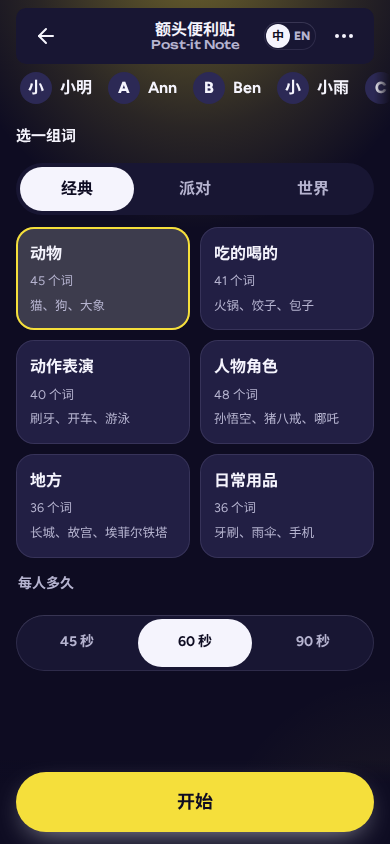 额头便利贴
Post-it Note
中 EN
小 小明 A Ann B Ben 小 小雨 C
选一组词
经典 派对 世界
动物
45 个词
猫、狗、大象
吃的喝的
41 个词
火锅、饺子、包子
动作表演
40 个词
刷牙、开车、游泳
人物角色
48 个词
孙悟空、猪八戒、哪吒
地方
36 个词
长城、故宫、埃菲尔铁塔
日常用品
36 个词
牙刷、雨伞、手机
每人多久
45 秒 60 秒 90 秒
开始